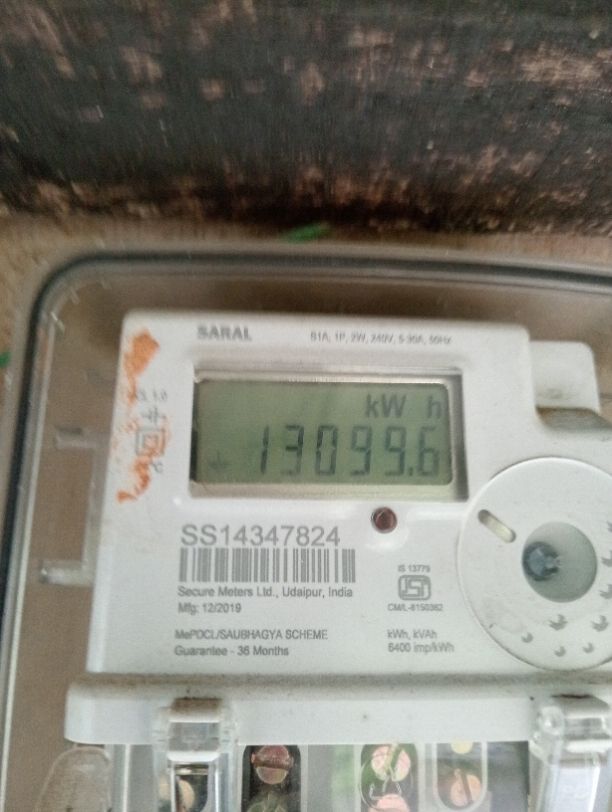 SARAL
B1A, 1P, 2W, 240V, 5-30A, 50Hz
kW h
13099.6
SS14347824
Secure Meters Ltd., Udaipur, India
Mfg: 12/2019
IS 13779
CM/L-8150362
MePDCL/SAUBHAGYA SCHEME
Guarantee - 36 Months
kWh, kVAh
6400 imp/kWh